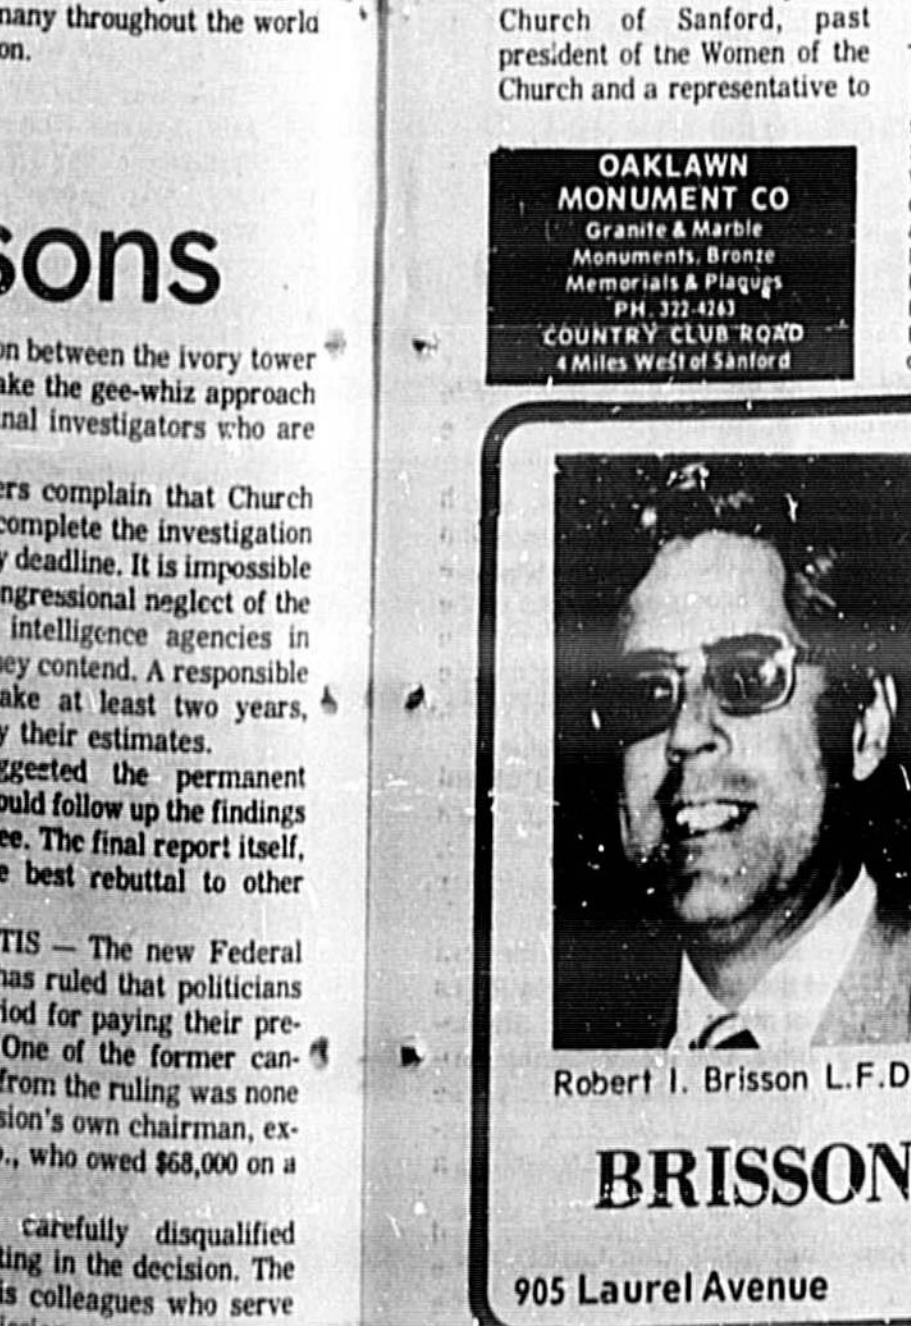 many throughout the world
on.
sons
on between the ivory tower
ake the gee-whiz approach
nal investigators who are
ers complain that Church
complete the investigation
y deadline. It is impossible
ngressional neglect of the
intelligence agencies in
hey contend. A responsible
ake at least two years,
y their estimates.
ggested the permanent
ould follow up the findings
ee. The final report itself,
e best rebuttal to other
TIS — The new Federal
has ruled that politicians
iod for paying their pre-
One of the former can-
from the ruling was none
sion's own chairman, ex-
o., who owed $68,000 on a
carefully disqualified
ting in the decision. The
is colleagues who serve
Church of Sanford, past
president of the Women of the
Church and a representative to
OAKLAWN
MONUMENT CO
Granite & Marble
Monuments, Bronze
Memorials & Plaques
PH. 322-4263
COUNTRY CLUB ROAD
4 Miles West of Sanford
Robert I. Brisson L.F.D
BRISSON
905 Laurel Avenue